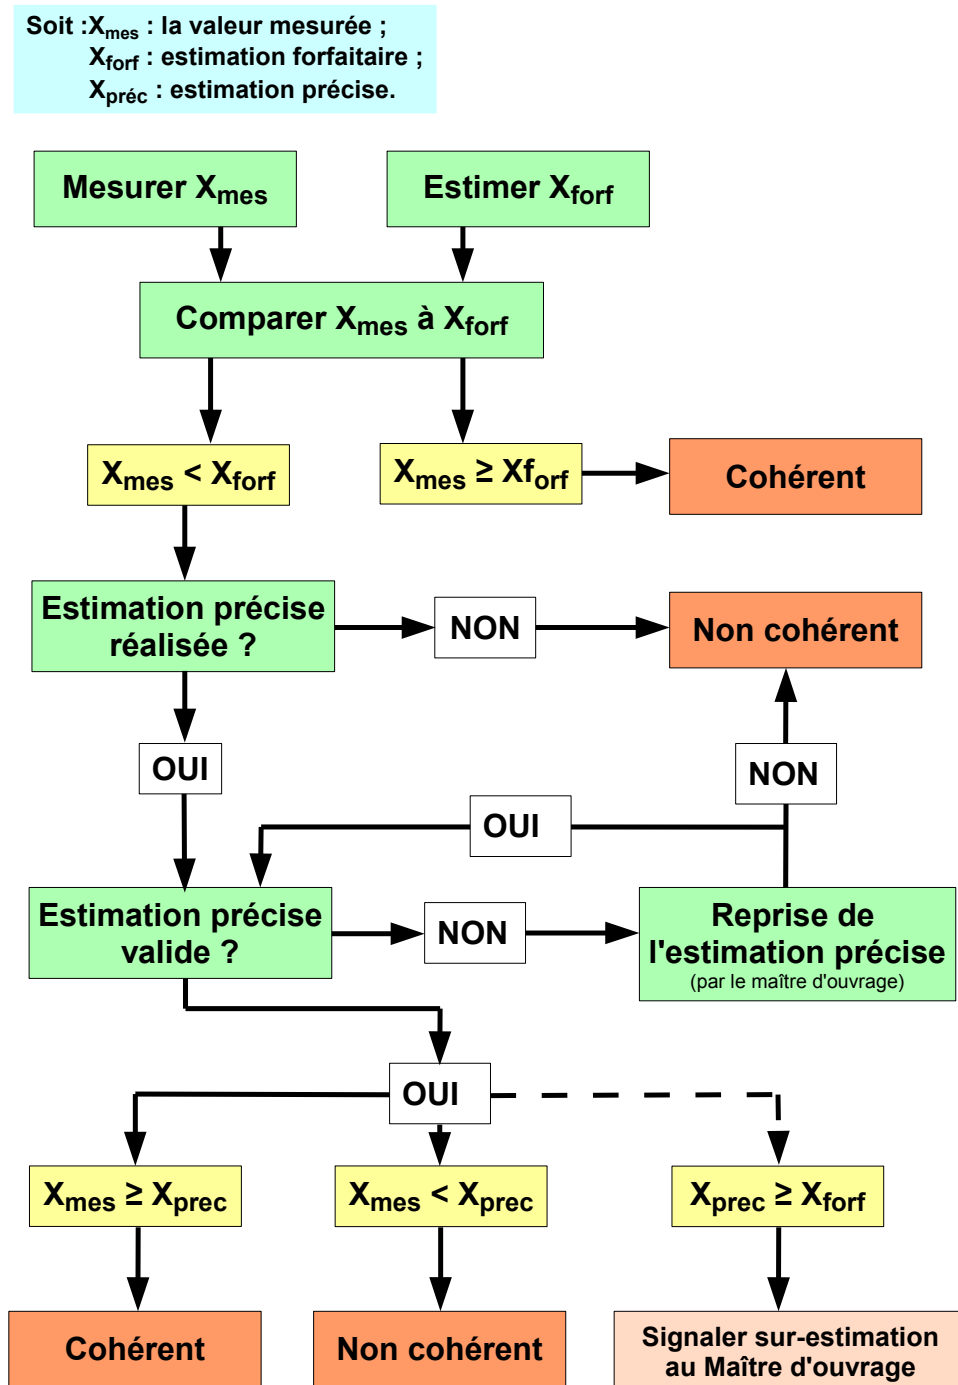 Soit :Xmes : la valeur mesurée ;
Xforf : estimation forfaitaire ;
Xpréc : estimation précise.
Mesurer Xmes
Estimer Xforf
Comparer Xmes à Xforf
Xmes < Xforf
Xmes ≥ Xforf
Cohérent
Estimation précise
réalisée ?
NON
Non cohérent
OUI
NON
OUI
Estimation précise
valide ?
NON
Reprise de
l'estimation précise
(par le maître d'ouvrage)
OUI
Xmes ≥ Xprec
Xmes < Xprec
Xprec ≥ Xforf
Cohérent
Non cohérent
Signaler sur-estimation
au Maître d'ouvrage